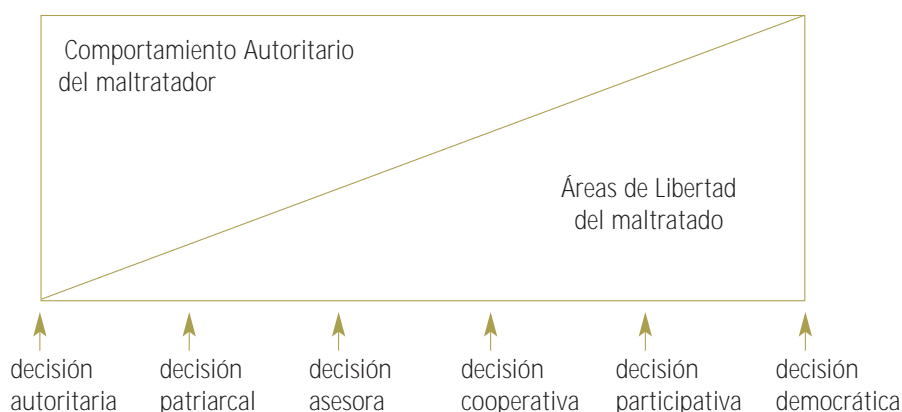 Comportamiento Autoritario
del maltratador
Áreas de Libertad
del maltratado
decisión
autoritaria
decisión
patriarcal
decisión
asesora
decisión
cooperativa
decisión
participativa
decisión
democrática